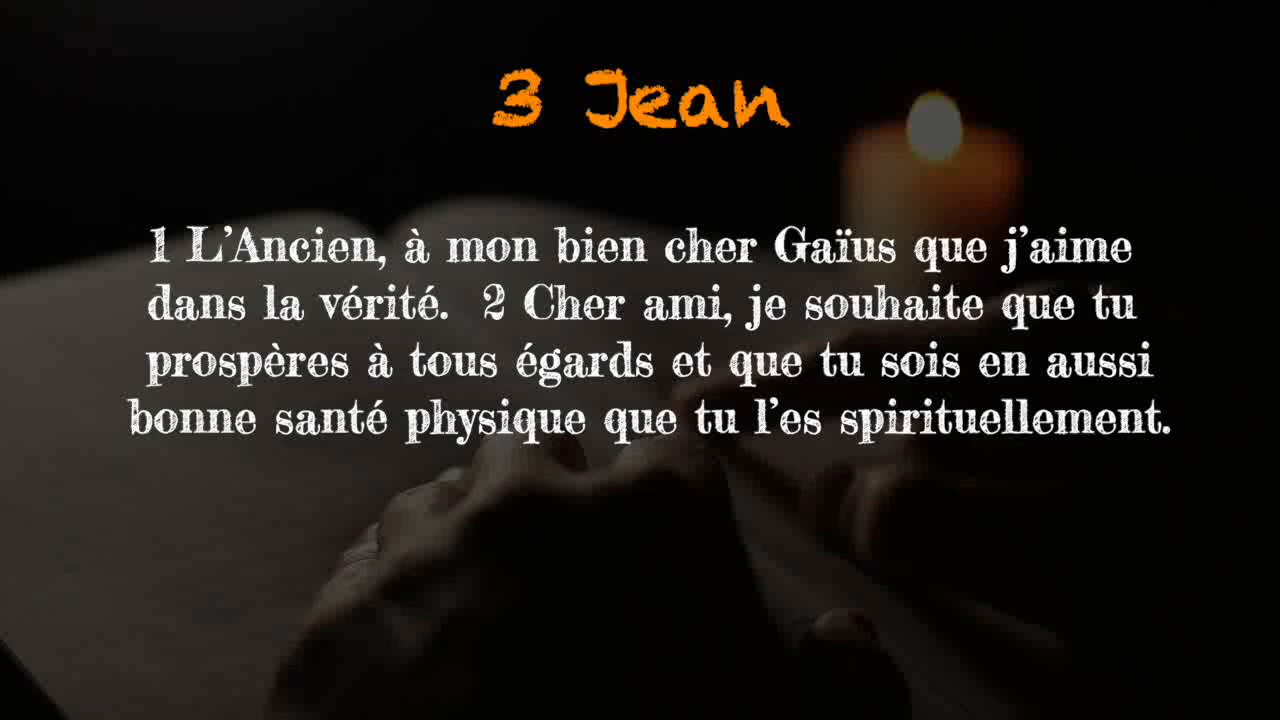 3 Jean
1 L’Ancien, à mon bien cher Gaïus que j’aime
dans la vérité.  2 Cher ami, je souhaite que tu
prospères à tous égards et que tu sois en aussi
bonne santé physique que tu l’es spirituellement.